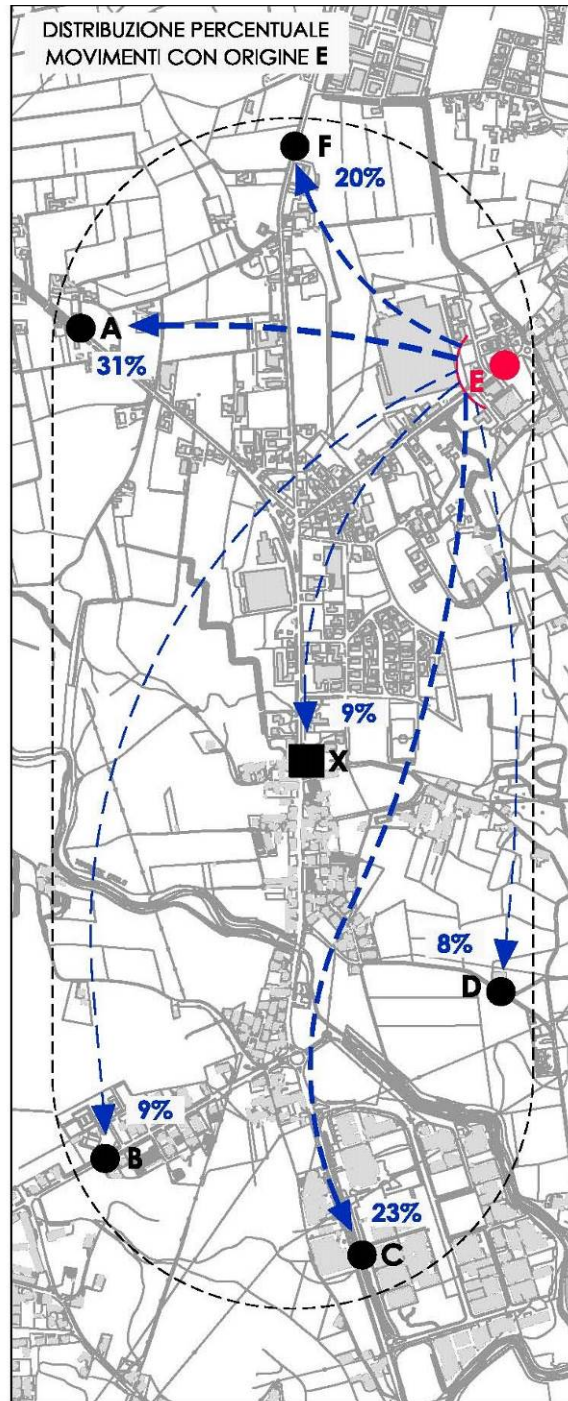 DISTRIBUZIONE PERCENTUALE
MOVIMENTI CON ORIGINE E
F
20%
A
31%
E
9%
X
8%
D
9%
B
23%
C